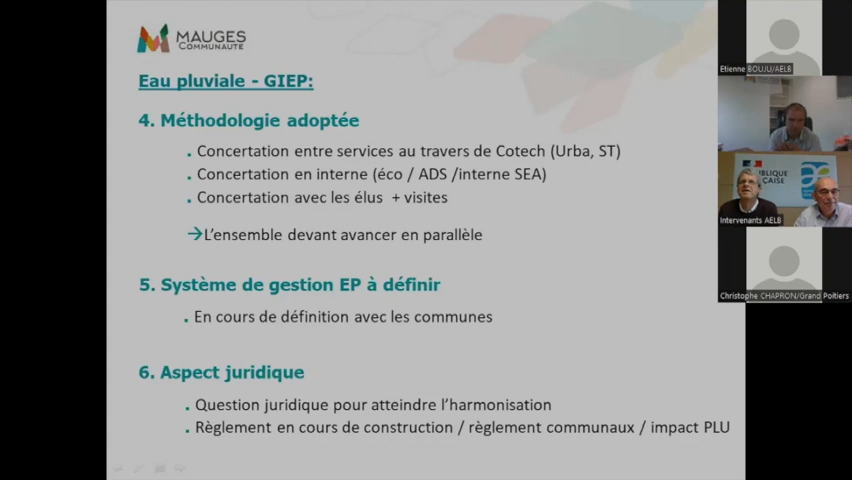 MAUGES
COMMUNAUTÉ
Eau pluviale - GIEP:
4. Méthodologie adoptée
. Concertation entre services au travers de Cotech (Urba, ST)
. Concertation en interne (éco / ADS /interne SEA)
. Concertation avec les élus + visites
→L'ensemble devant avancer en parallèle
5. Système de gestion EP à définir
. En cours de définition avec les communes
6. Aspect juridique
. Question juridique pour atteindre l'harmonisation
. Règlement en cours de construction / règlement communaux / impact PLU
Etienne BOUJU/AELB
Intervenants AELB
Christophe CHAPRON/Grand Poitiers